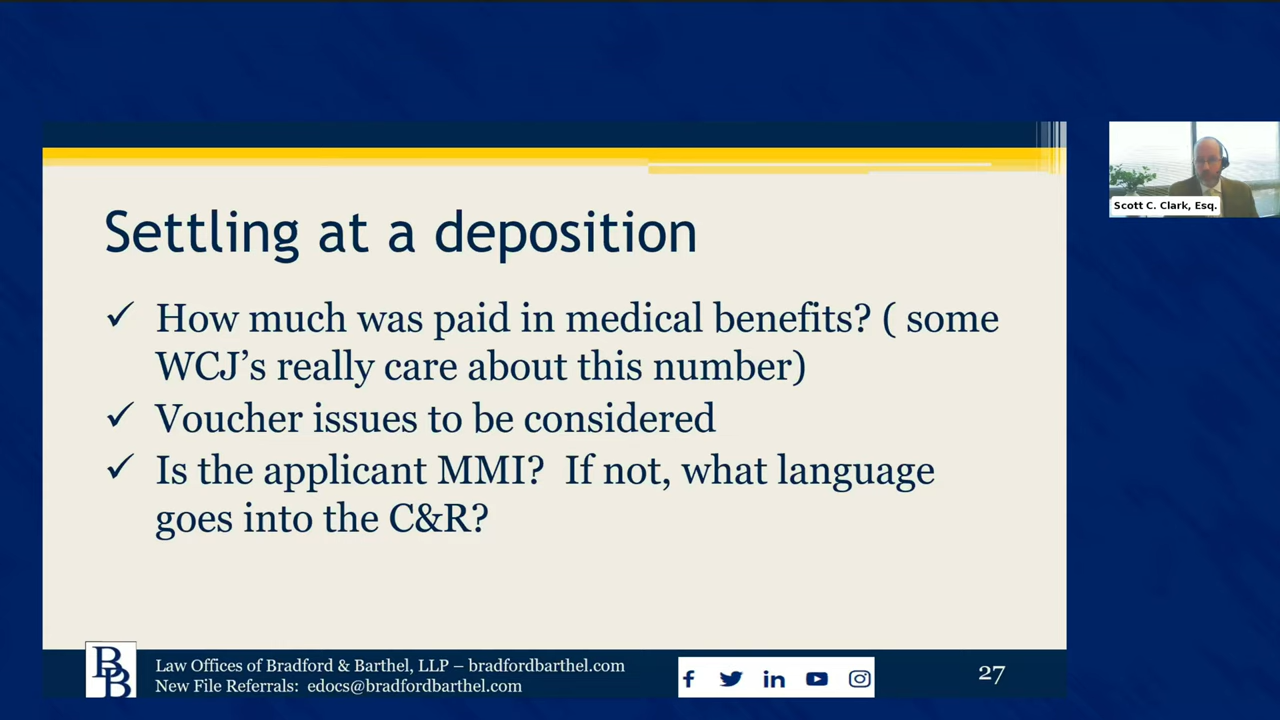 Settling at a deposition
✓ How much was paid in medical benefits? ( some
WCJ’s really care about this number)
✓ Voucher issues to be considered
✓ Is the applicant MMI?  If not, what language
goes into the C&R?
Scott C. Clark, Esq.
BB
Law Offices of Bradford & Barthel, LLP – bradfordbarthel.com
New File Referrals:  edocs@bradfordbarthel.com
27